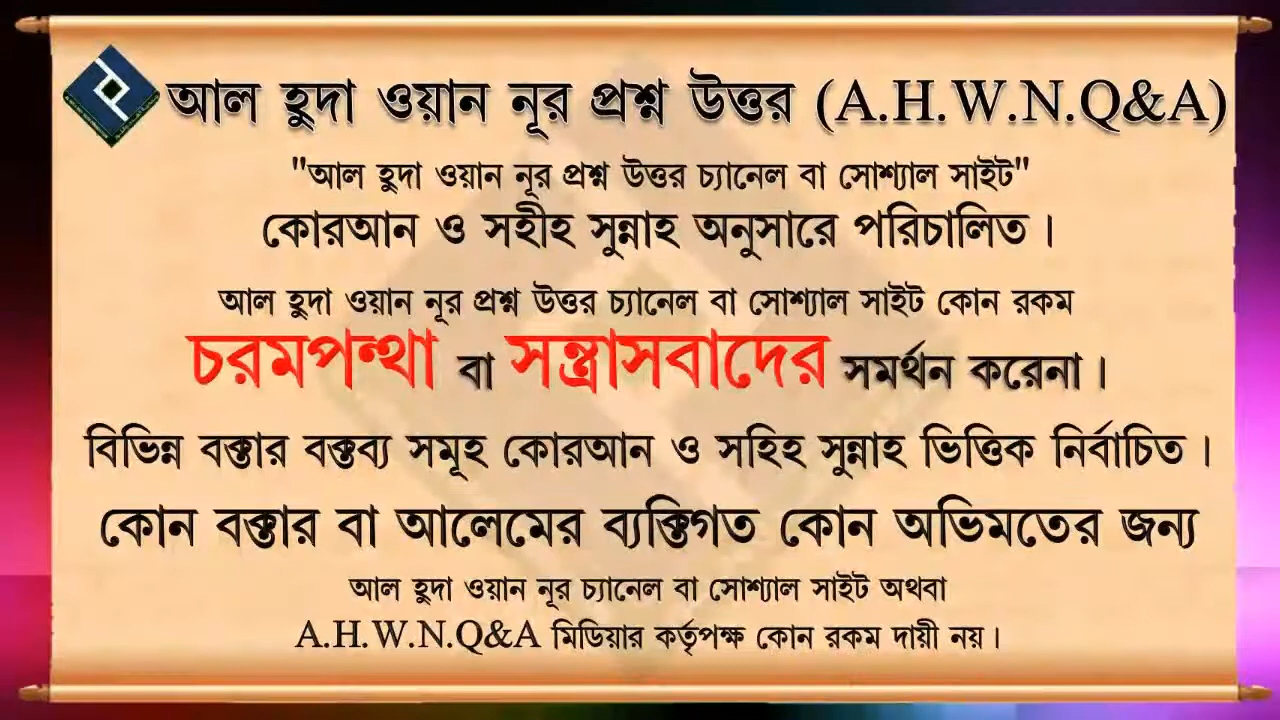 আল হুদা ওয়ান নূর প্রশ্ন উত্তর (A.H.W.N.Q&A)
"আল হুদা ওয়ান নূর প্রশ্ন উত্তর চ্যানেল বা সোশ্যাল সাইট"
কোরআন ও সহীহ সুন্নাহ অনুসারে পরিচালিত।
আল হুদা ওয়ান নূর প্রশ্ন উত্তর চ্যানেল বা সোশ্যাল সাইট কোন রকম
চরমপন্থা বা সন্ত্রাসবাদের সমর্থন করেনা।
বিভিন্ন বক্তার বক্তব্য সমূহ কোরআন ও সহিহ সুন্নাহ ভিত্তিক নির্বাচিত।
কোন বক্তার বা আলেমের ব্যক্তিগত কোন অভিমতের জন্য
আল হুদা ওয়ান নূর চ্যানেল বা সোশ্যাল সাইট অথবা
A.H.W.N.Q&A মিডিয়ার কর্তৃপক্ষ কোন রকম দায়ী নয়।